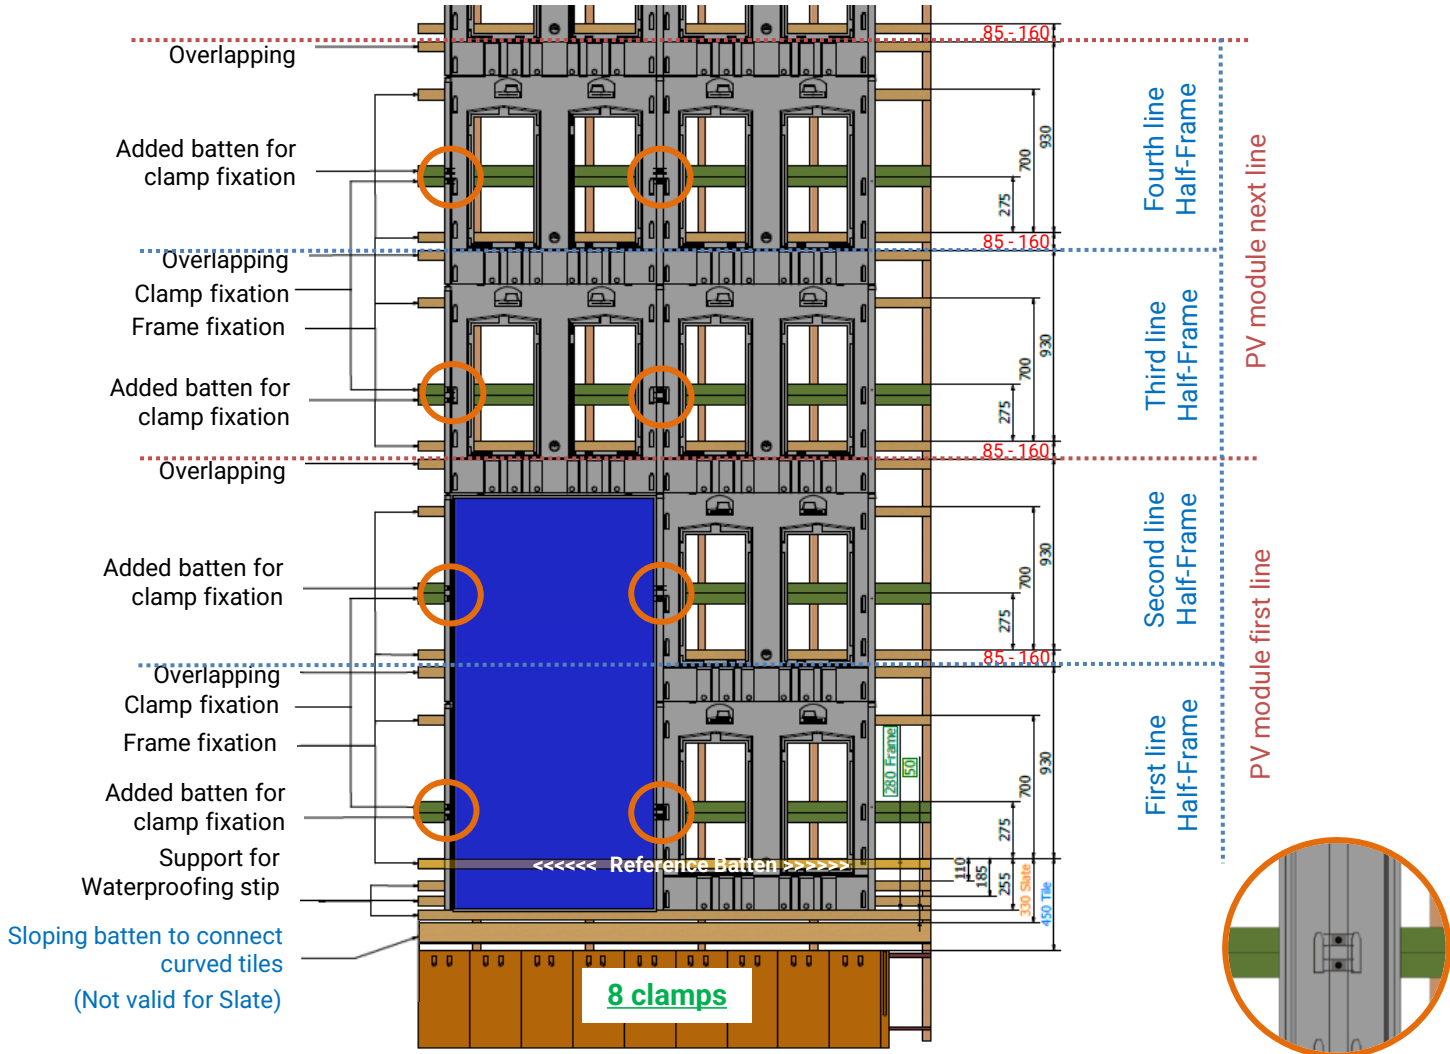 85 - 160
Overlapping
Added batten for
clamp fixation
930
700
275
Fourth line
Half-Frame
PV module next line
85 - 160
Overlapping
Clamp fixation
Frame fixation
Added batten for
clamp fixation
930
700
275
Third line
Half-Frame
85 - 160
Overlapping
Added batten for
clamp fixation
930
700
275
Second line
Half-Frame
PV module first line
85 - 160
Overlapping
Clamp fixation
Frame fixation
Added batten for
clamp fixation
280 Frame
50
930
700
275
First line
Half-Frame
Support for
Waterproofing stip
<<<<<< Reference Batten >>>>>>
110
185
255
330 Slate
450 Tile
Sloping batten to connect
curved tiles
(Not valid for Slate)
8 clamps